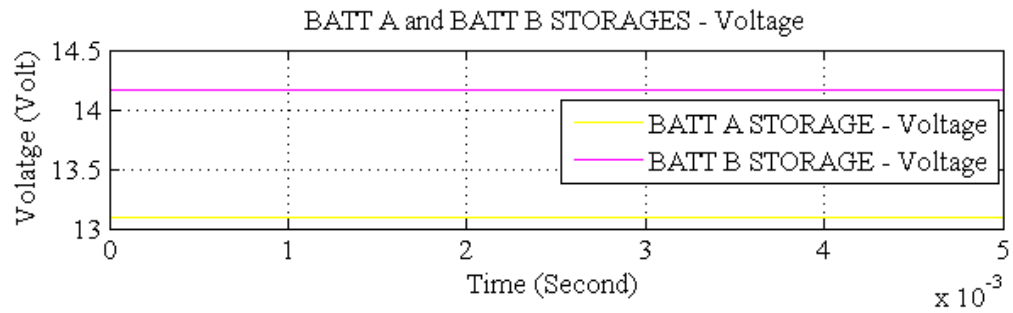 BATT A and BATT B STORAGES - Voltage
Volatge (Volt)
14.5
14
13.5
13
BATT A STORAGE - Voltage
BATT B STORAGE - Voltage
0 1 2 3 4 5
Time (Second)
x 10^-3